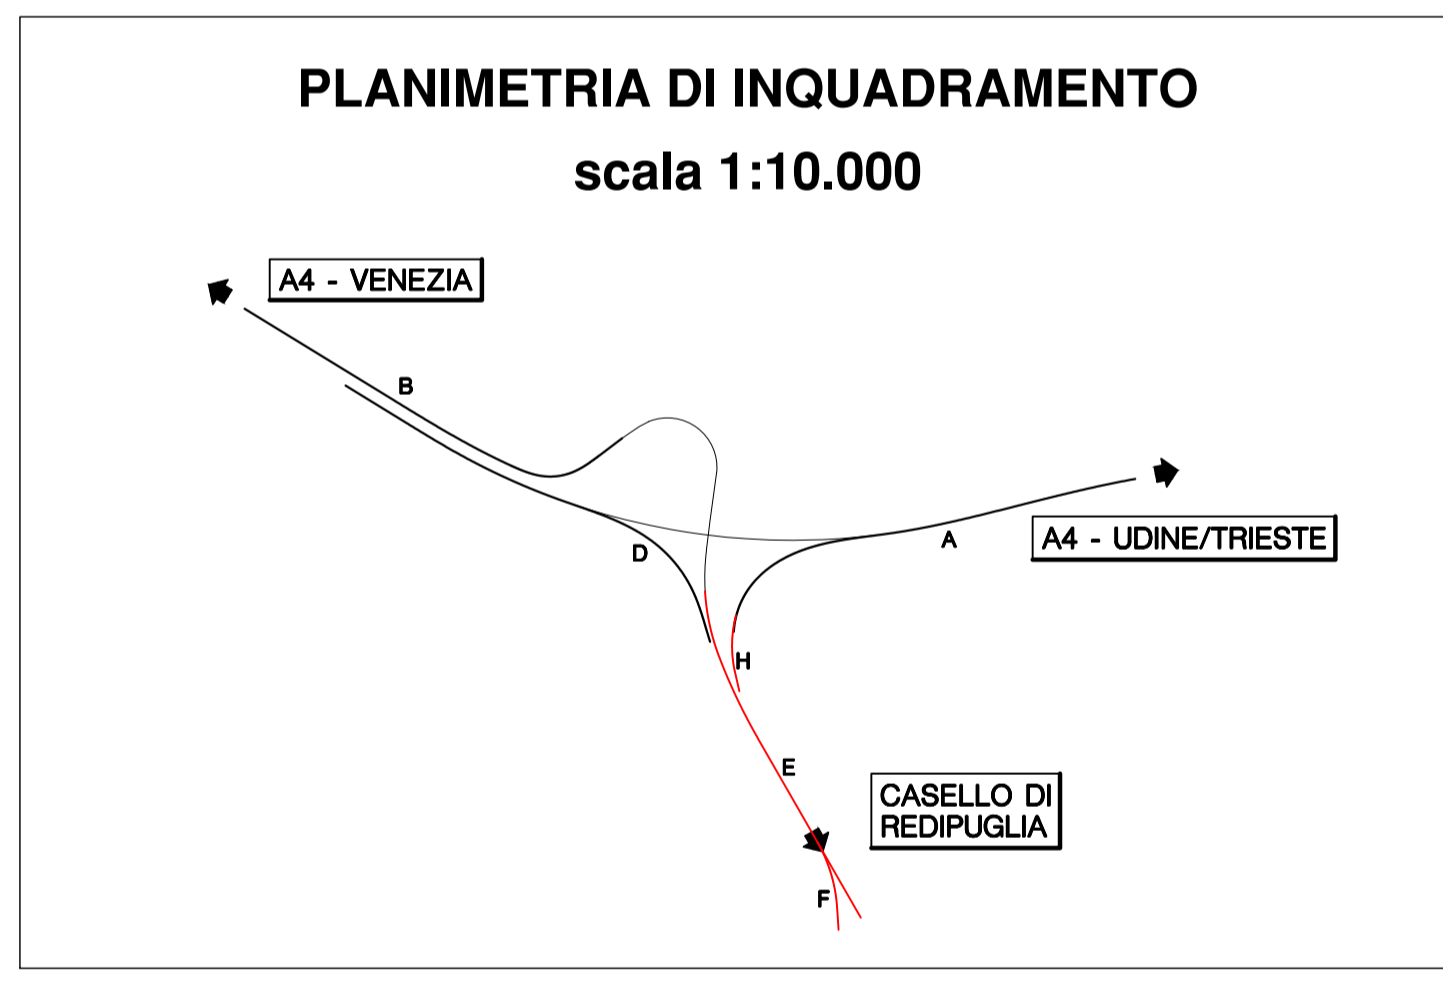 PLANIMETRIA DI INQUADRAMENTO
scala 1:10.000
A4 - VENEZIA
B
A
A4 - UDINE/TRIESTE
D
H
E
CASELLO DI
REDIPUGLIA
F